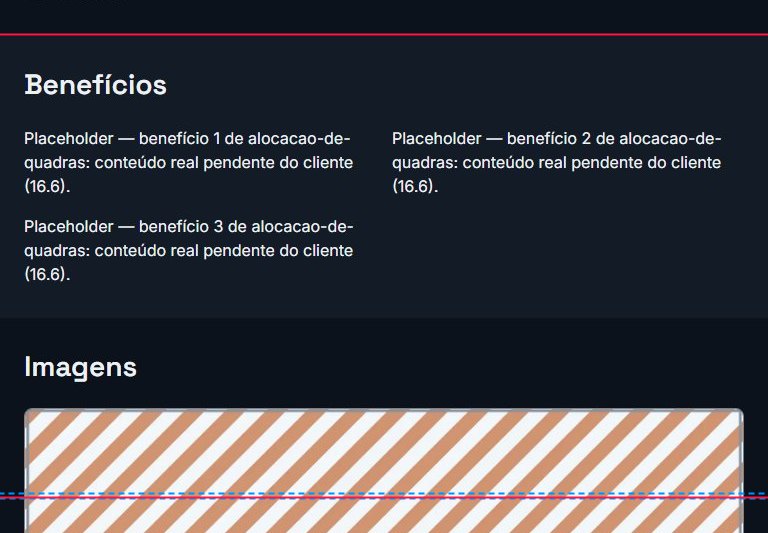 Benefícios
Placeholder — benefício 1 de alocacao-de-
quadras: conteúdo real pendente do cliente
(16.6).
Placeholder — benefício 2 de alocacao-de-
quadras: conteúdo real pendente do cliente
(16.6).
Placeholder — benefício 3 de alocacao-de-
quadras: conteúdo real pendente do cliente
(16.6).
Imagens